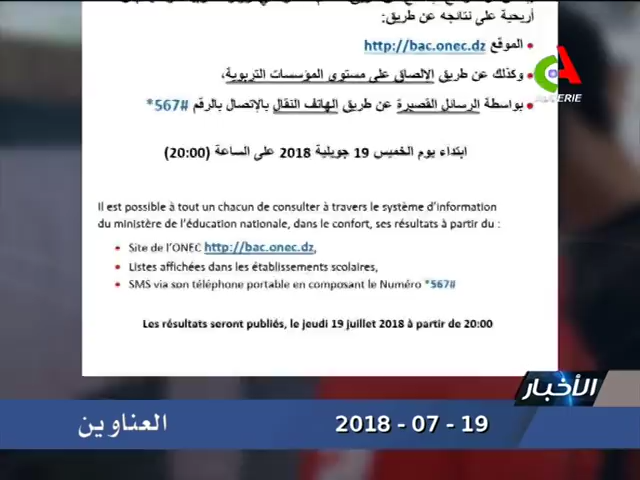 أريحية على نتائجه عن طريق:
• الموقع http://bac.onec.dz
• وكذلك عن طريق الإلصاق على مستوى المؤسسات التربوية،
• بواسطة الرسائل القصيرة عن طريق الهاتف النقال بالإتصال بالرقم #567*
ابتداء يوم الخميس 19 جويلية 2018 على الساعة (20:00)
Il est possible à tout un chacun de consulter à travers le système d'information
du ministère de l'éducation nationale, dans le confort, ses résultats à partir du :
• Site de l'ONEC http://bac.onec.dz,
• Listes affichées dans les établissements scolaires,
• SMS via son téléphone portable en composant le Numéro *567#
Les résultats seront publiés, le jeudi 19 juillet 2018 à partir de 20:00
ALGERIE
الأخبار
العناوين
2018 - 07 - 19